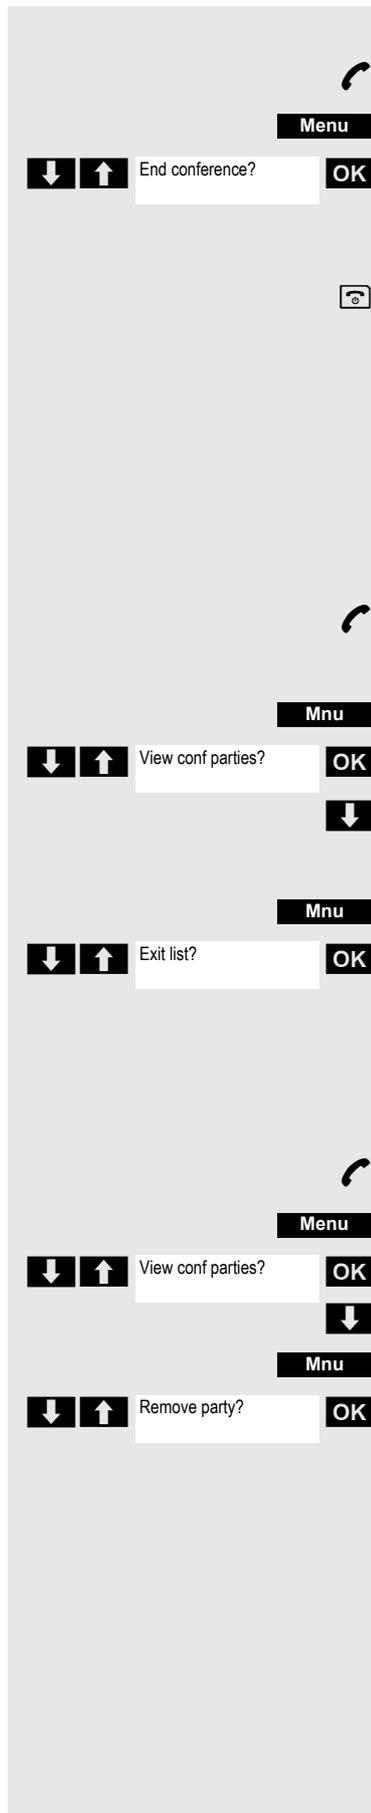 Menu
End conference? OK
Mnu
View conf parties? OK
Mnu
Exit list? OK
Menu
View conf parties? OK
Mnu
Remove party? OK